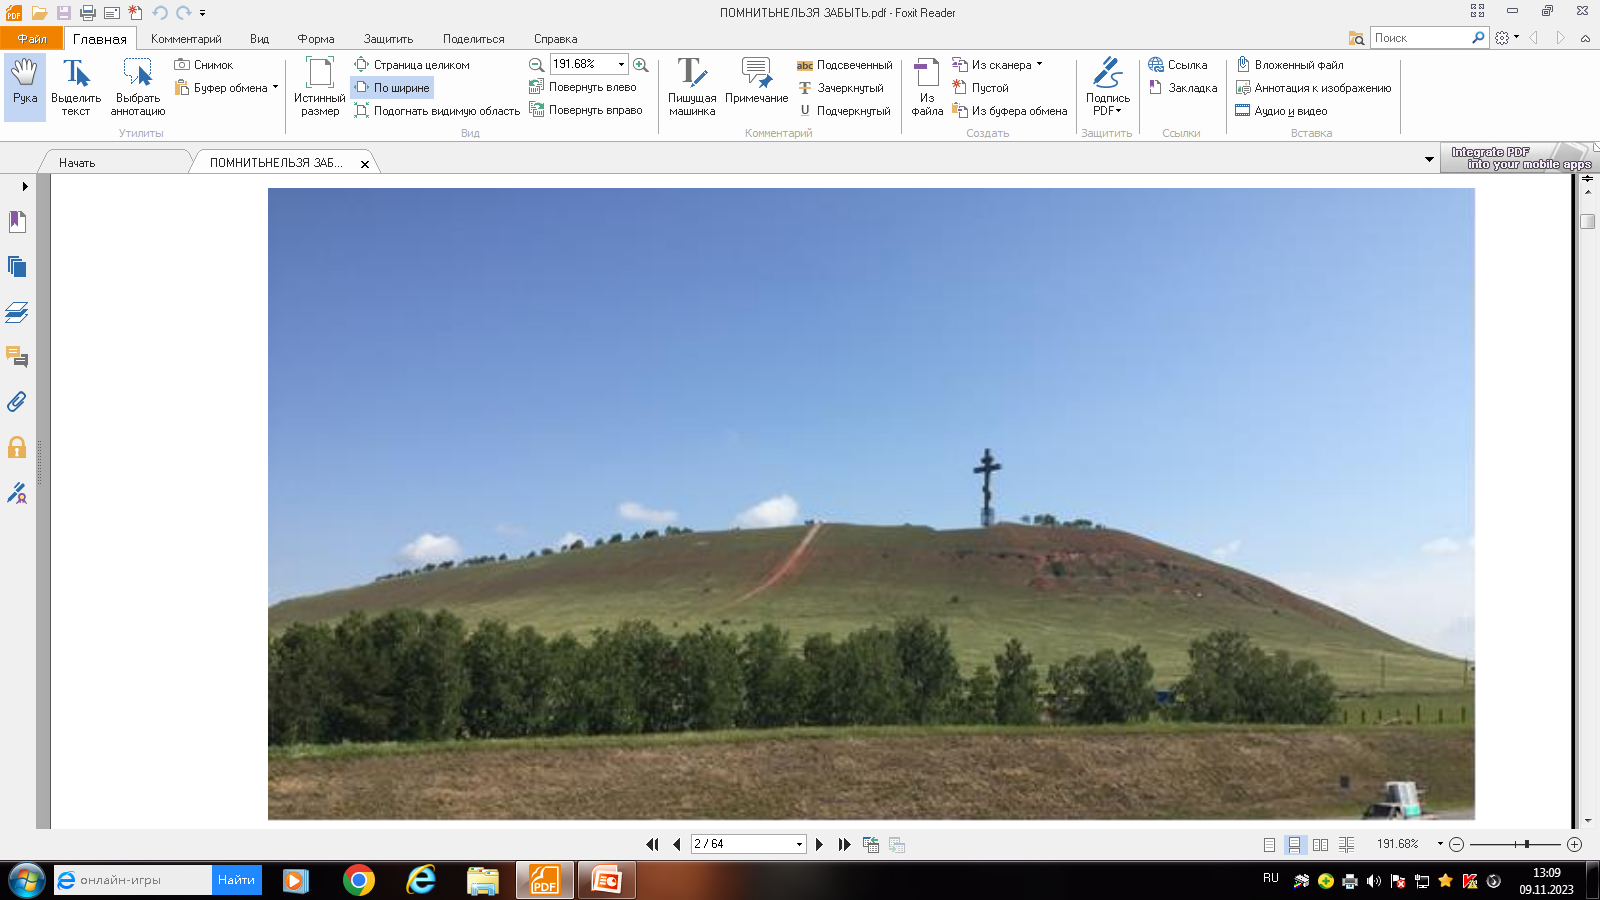 ПОМНИТЬНЕЛЬЗЯ ЗАБЫТЬ.pdf - Foxit Reader
Файл Главная Комментарий Вид Форма Защитить Поделиться Справка Поиск
Рука
Выделить текст
Выбрать аннотацию
Снимок
Буфер обмена
Утилиты
Истинный размер
Страница целиком
По ширине
Подогнать видимую область
191.68%
Повернуть влево
Повернуть вправо
Вид
Пишущая машинка
Примечание
abc Подсвеченный
T Зачеркнутый
U Подчеркнутый
Комментарий
Из файла
Из сканера
Пустой
Из буфера обмена
Создать
Подпись PDF
Защитить
Ссылка
Закладка
Ссылки
Вложенный файл
Аннотация к изображению
Аудио и видео
Вставка
Начать
ПОМНИТЬНЕЛЬЗЯ ЗАБ...
Integrate PDF
into your mobile apps
2 / 64
191.68%
онлайн-игры Найти
PDF
RU
13:09
09.11.2023